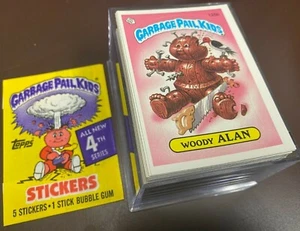 GARBAGE PAIL KIDS
Topps
ALL NEW
4TH
SERIES
STICKERS
5 STICKERS•1 STICK BUBBLE GUM
GARBAGE PAIL KIDS
WOODY ALAN